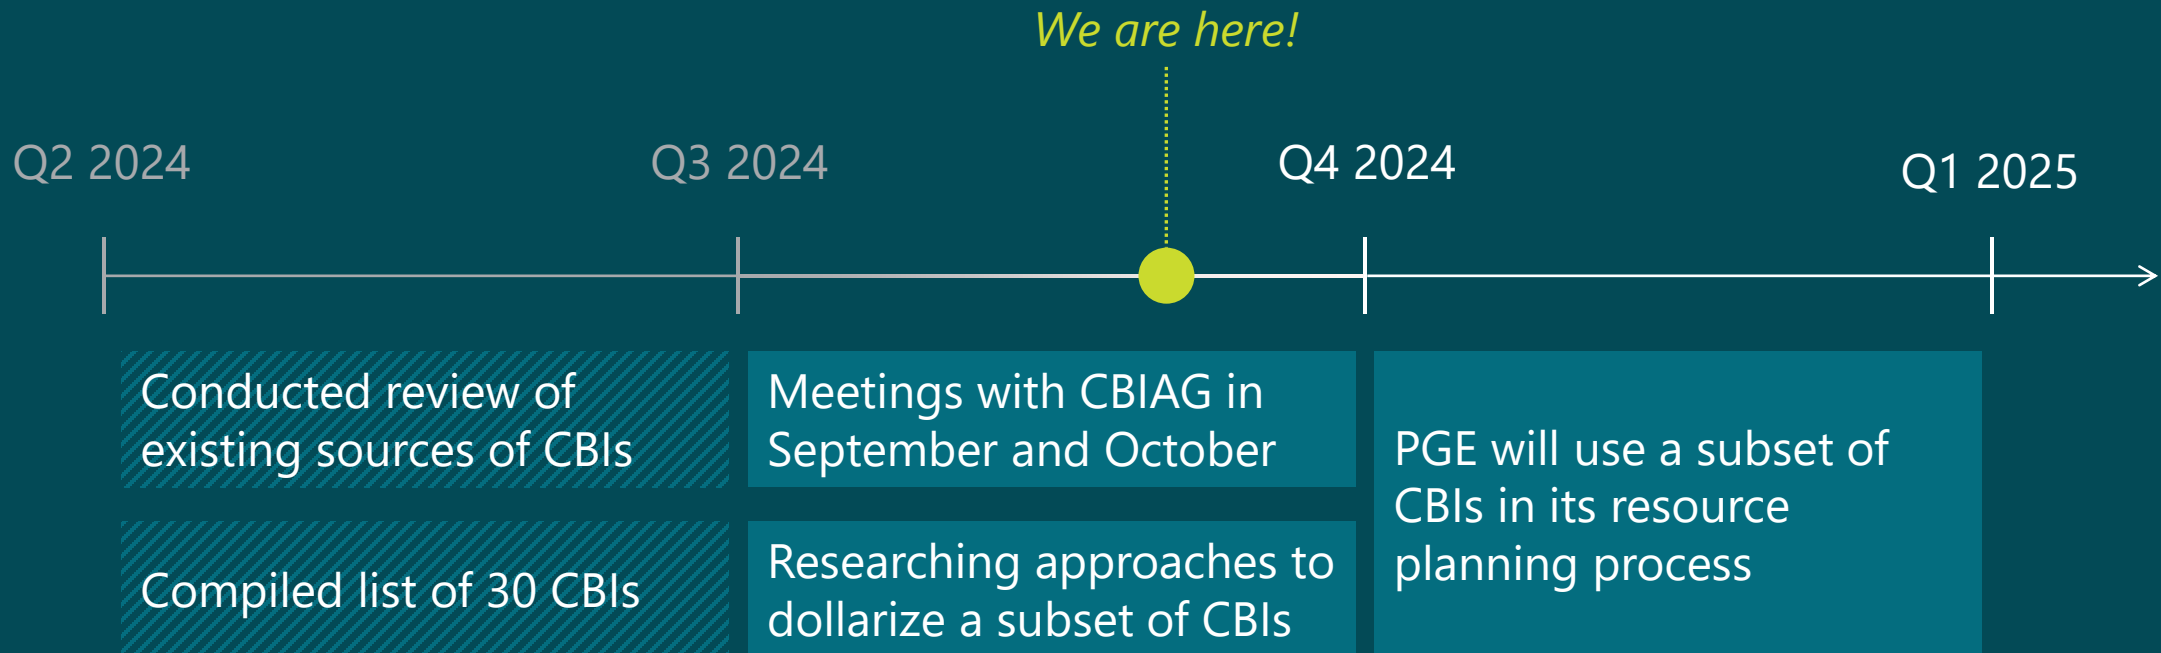 We are here!
Q2 2024
Q3 2024
Q4 2024
Q1 2025
Conducted review of
existing sources of CBIs
Compiled list of 30 CBIs
Meetings with CBIAG in
September and October
Researching approaches to
dollarize a subset of CBIs
PGE will use a subset of
CBIs in its resource
planning process